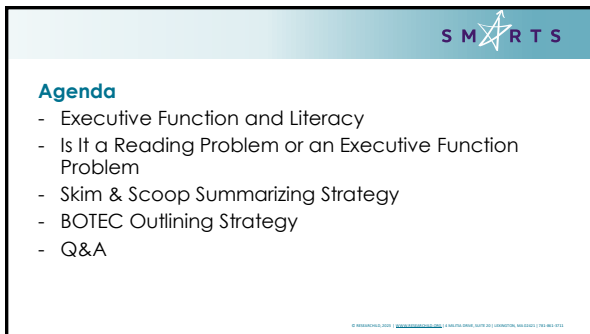 SMARTS
Agenda
- Executive Function and Literacy
- Is It a Reading Problem or an Executive Function
Problem
- Skim & Scoop Summarizing Strategy
- BOTEC Outlining Strategy
- Q&A